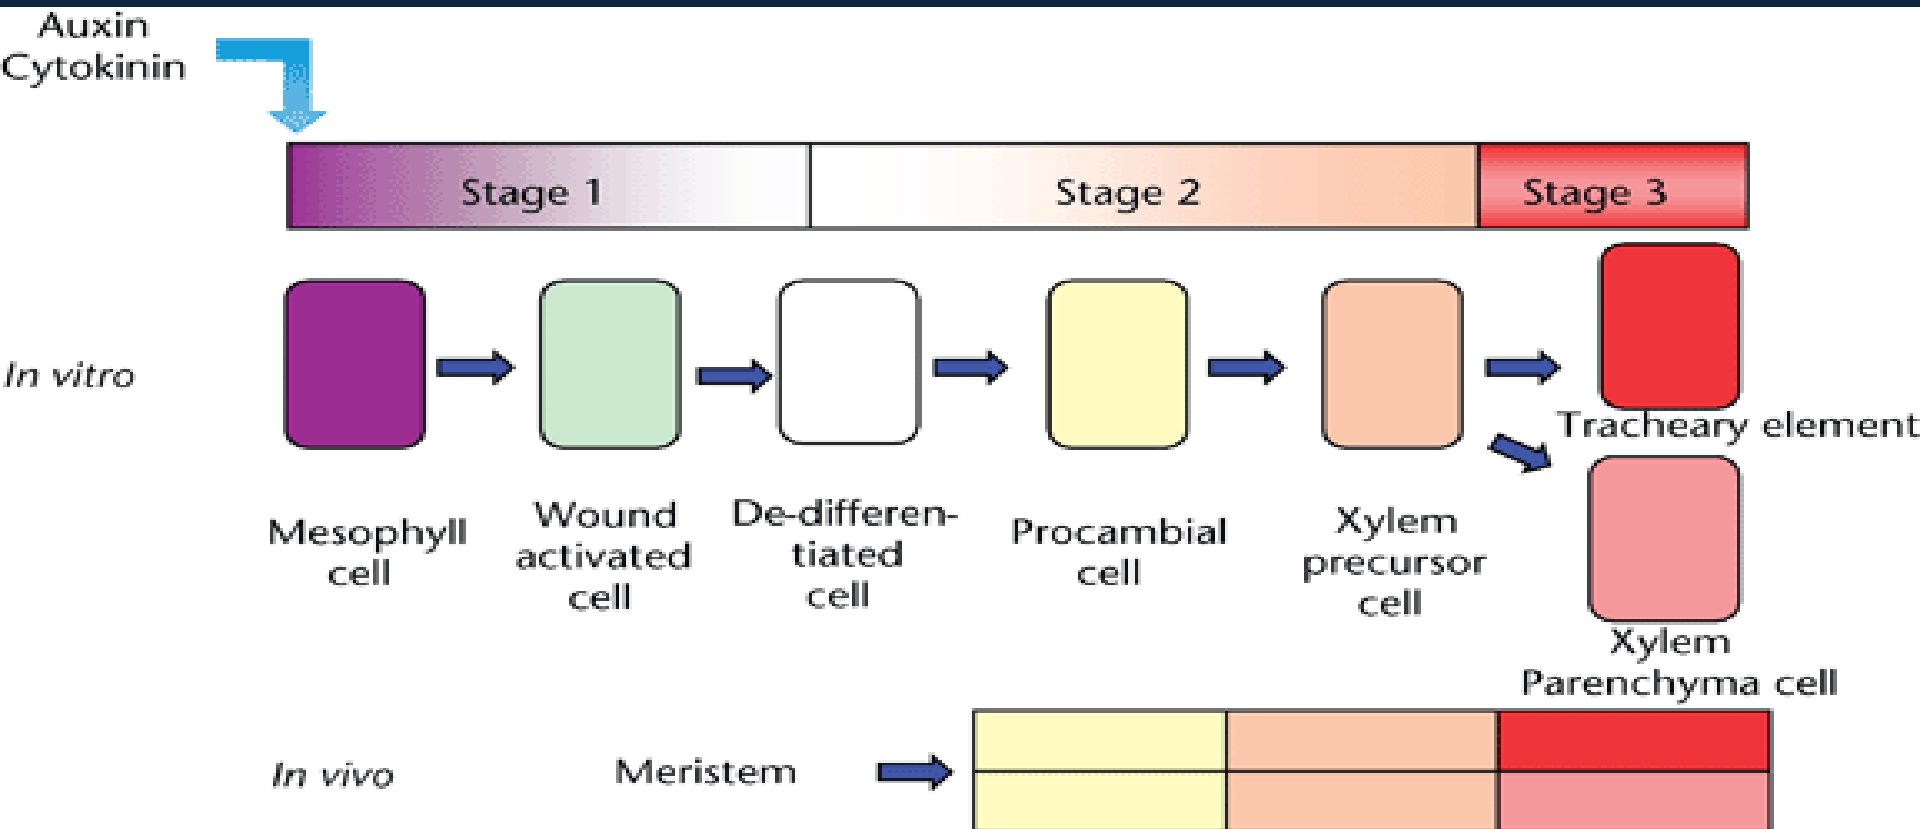 Auxin
Cytokinin
Stage 1
Stage 2
Stage 3
In vitro
Tracheary element
Mesophyll
cell
Wound
activated
cell
De-differen-
tiated
cell
Procambial
cell
Xylem
precursor
cell
Xylem
Parenchyma cell
In vivo
Meristem